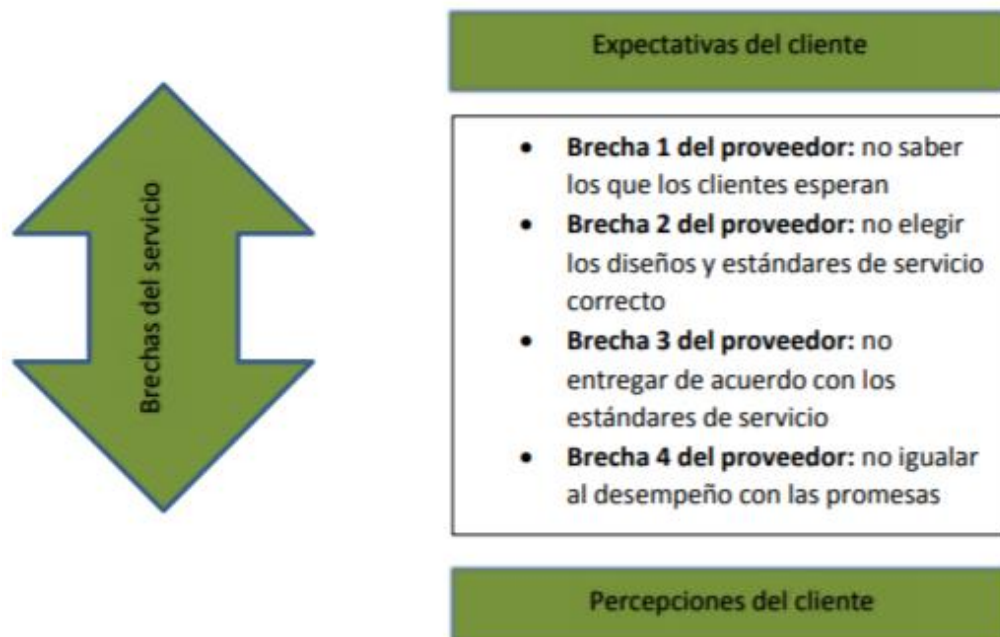 Expectativas del cliente
Brechas del servicio
• Brecha 1 del proveedor: no saber
los que los clientes esperan
• Brecha 2 del proveedor: no elegir
los diseños y estándares de servicio
correcto
• Brecha 3 del proveedor: no
entregar de acuerdo con los
estándares de servicio
• Brecha 4 del proveedor: no igualar
al desempeño con las promesas
Percepciones del cliente